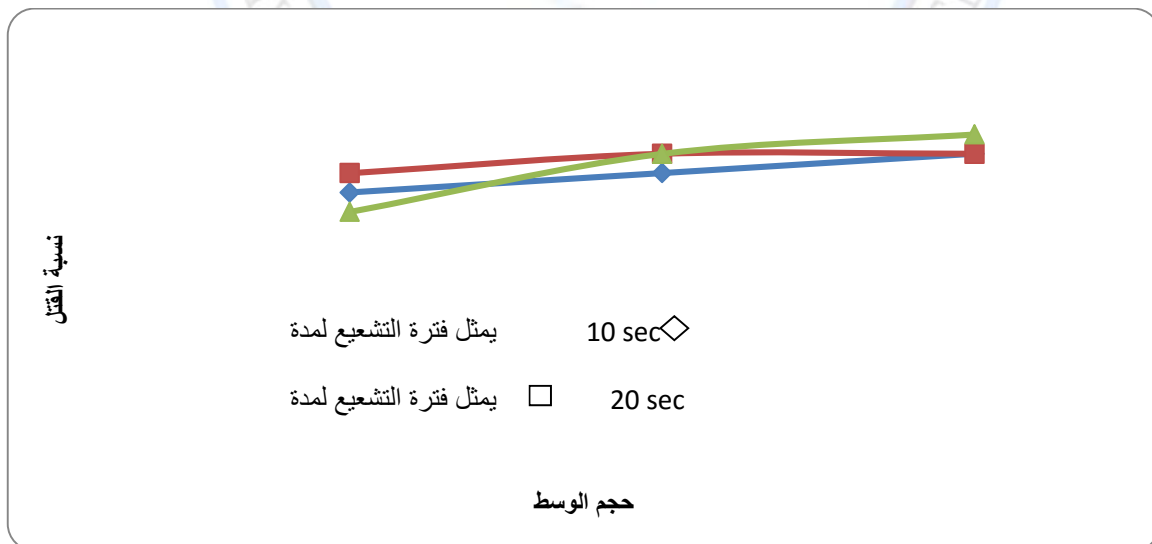 نسبة القتل
يمثل فترة التشعيع لمدة 10 sec
يمثل فترة التشعيع لمدة 20 sec
حجم الوسط